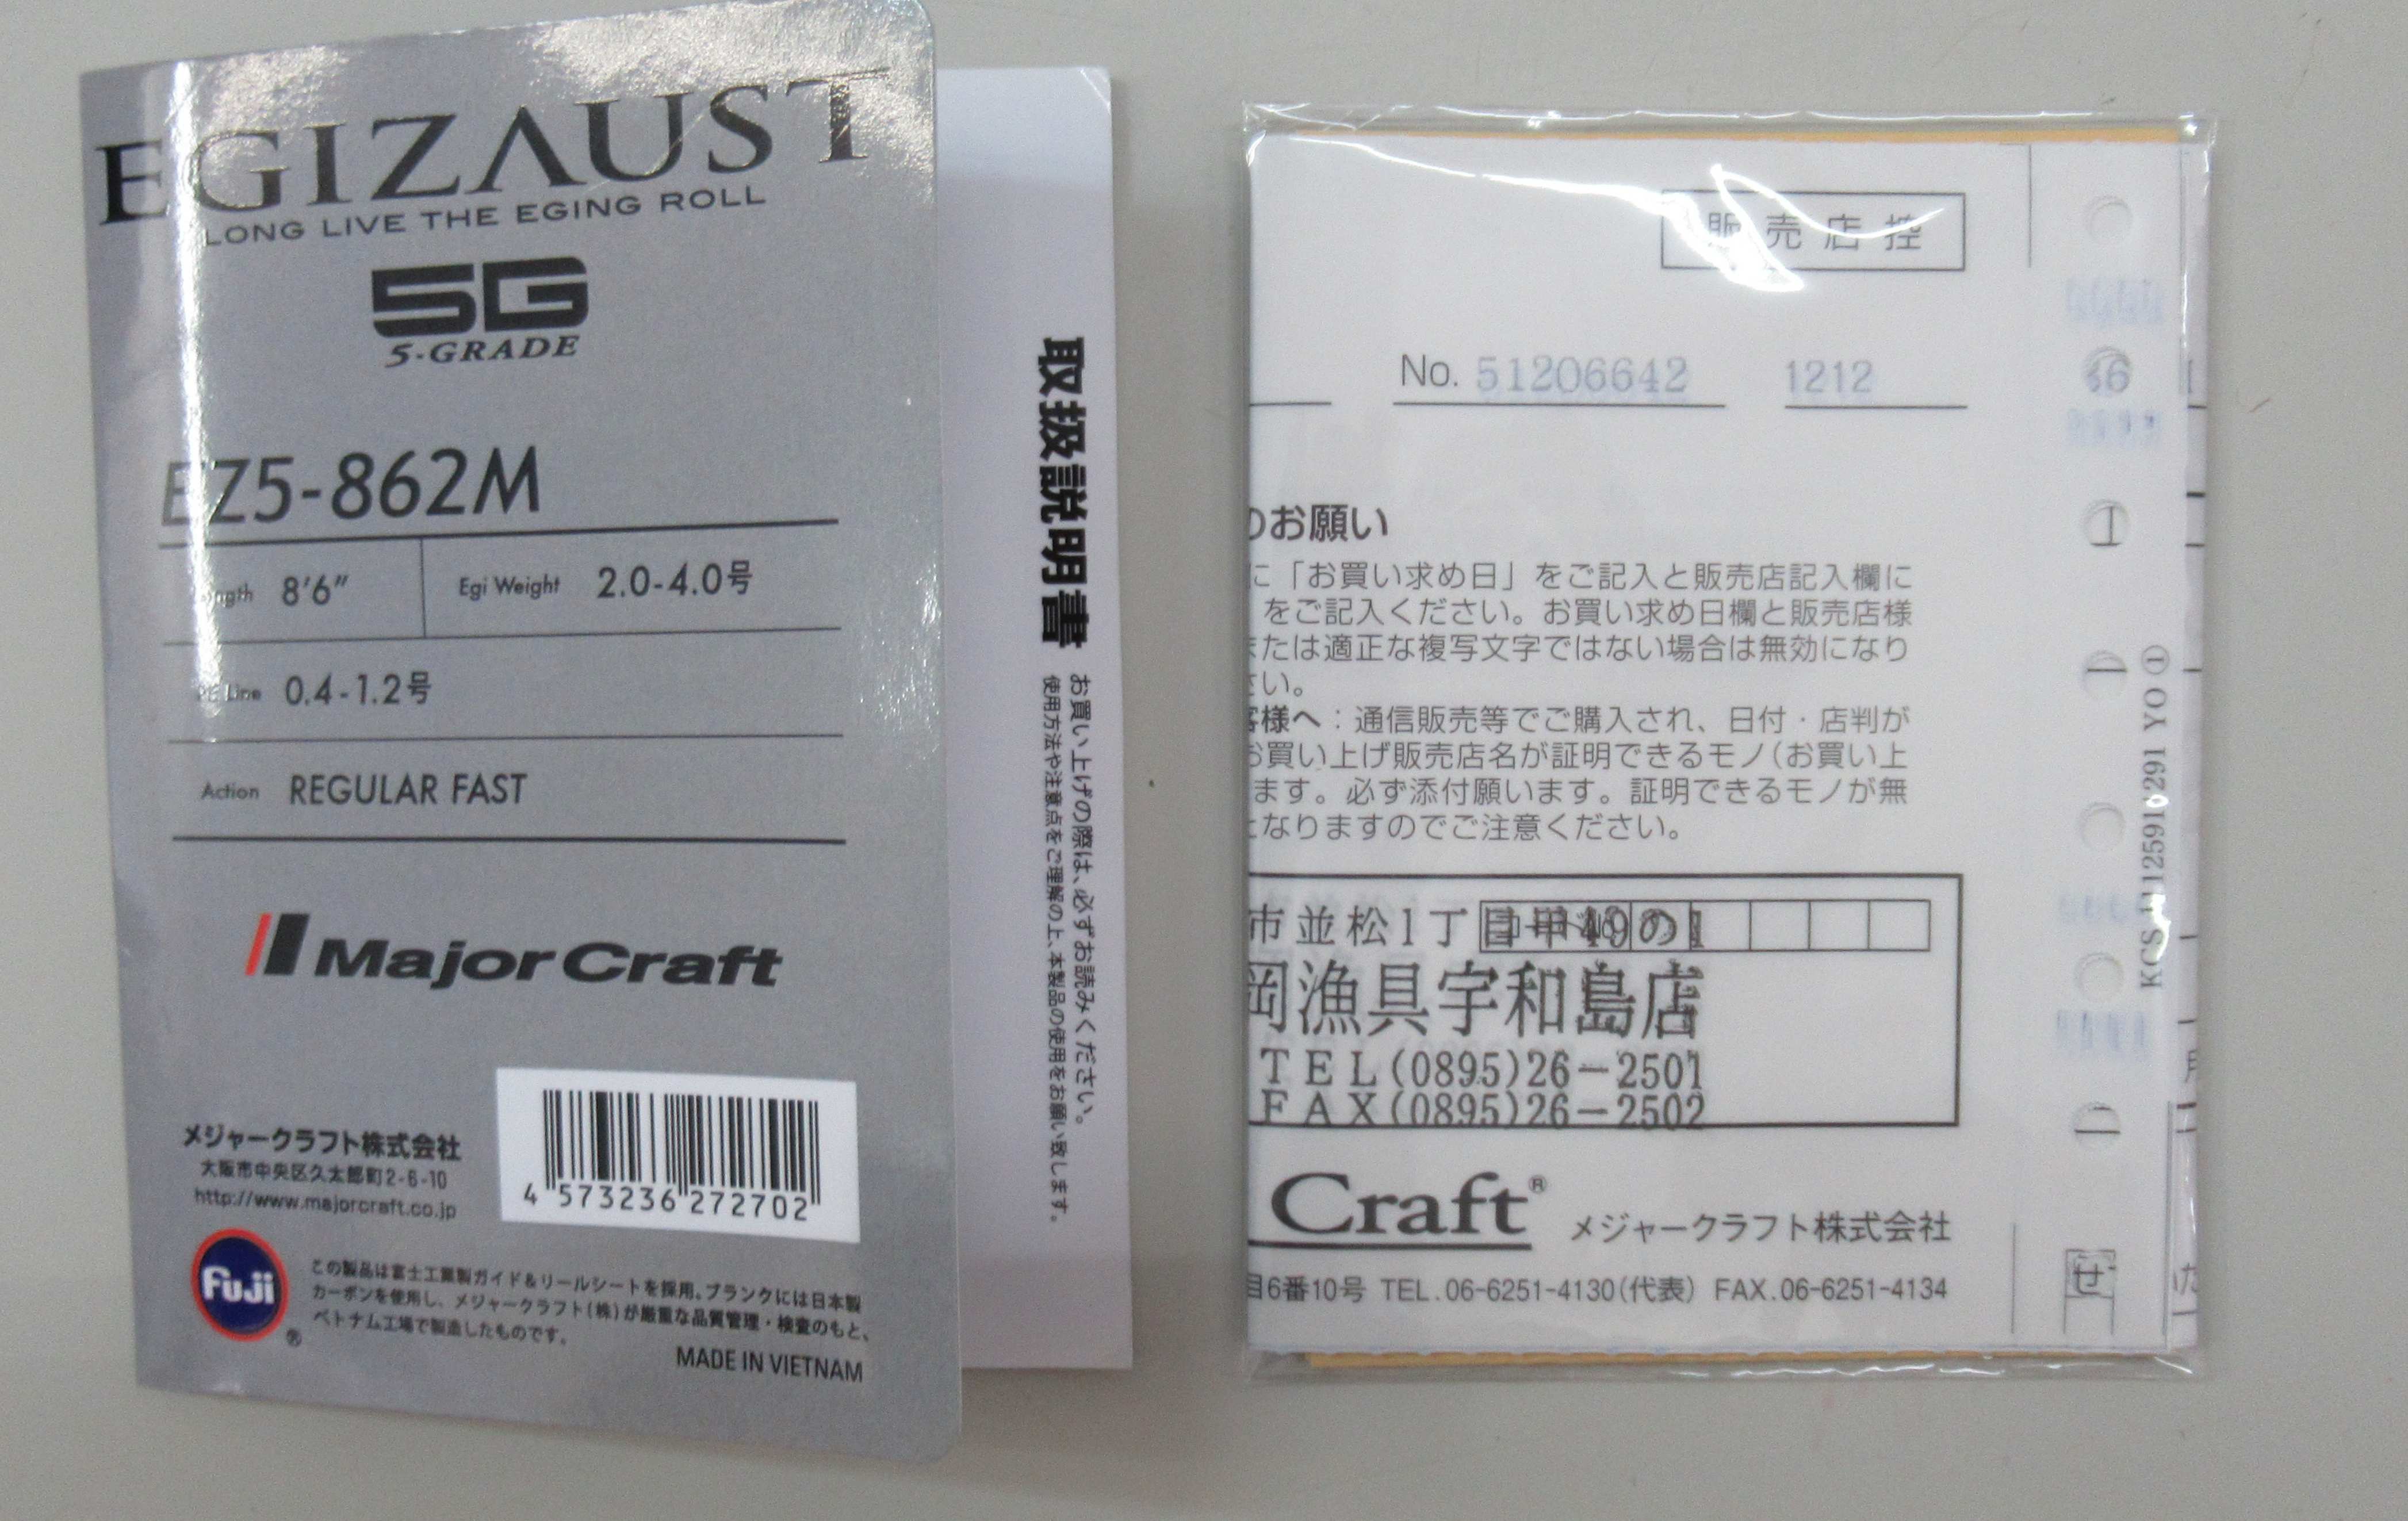 EGIZAUST
LONG LIVE THE EGING ROLL
5G
5-GRADE
EZ5-862M
Length 8'6" Egi Weight 2.0-4.0号
PE Line 0.4-1.2号
Action REGULAR FAST
Major Craft
メジャークラフト株式会社
大阪市中央区久太郎町2-6-10
http://www.majorcraft.co.jp
4 573236 272702
Fuji
®
この製品は富士工業製ガイド&リールシートを採用。ブランクには日本製
カーボンを使用し、メジャークラフト(株)が厳重な品質管理・検査のもと、
ベトナム工場で製造したものです。
MADE IN VIETNAM
取扱説明書
お買い上げの際は、必ずお読みください。
使用方法や注意点をご理解の上、本製品の使用をお願い致します。
販売店控
No. 51206642 1212
のお願い
に「お買い求め日」をご記入と販売店記入欄に
をご記入ください。お買い求め日欄と販売店様
または適正な複写文字ではない場合は無効になり
さい。
客様へ：通信販売等でご購入され、日付・店判が
お買い上げ販売店名が証明できるモノ(お買い上
ます。必ず添付願います。証明できるモノが無
となりますのでご注意ください。
市並松1丁目甲49の1
岡漁具宇和島店
TEL(0895)26-2501
FAX(0895)26-2502
Craft®
メジャークラフト株式会社
目6番10号 TEL.06-6251-4130(代表) FAX.06-6251-4134